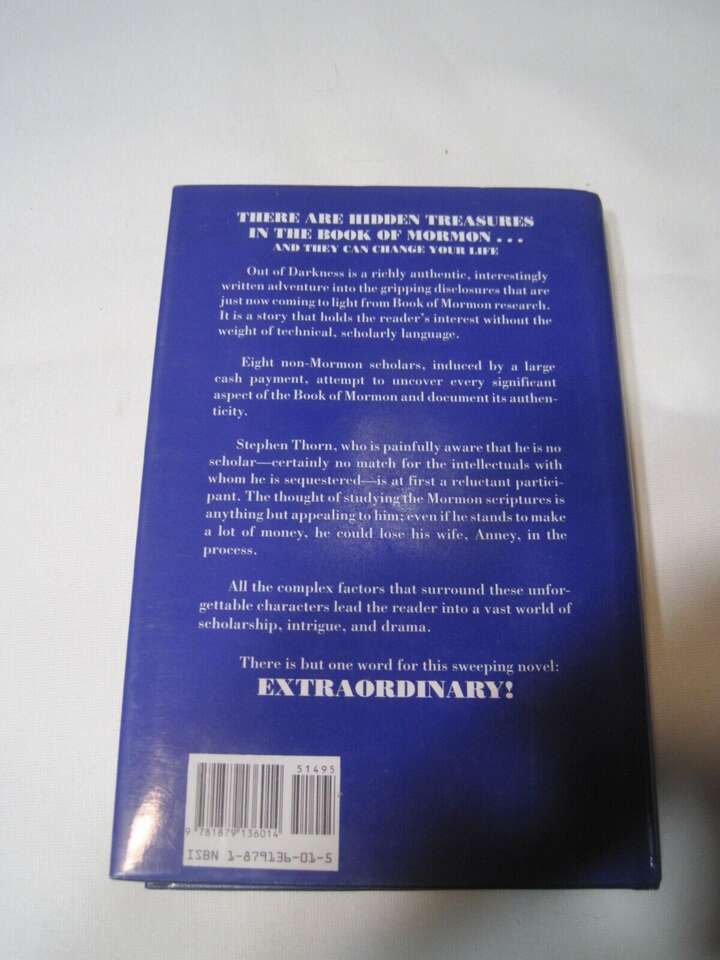 THERE ARE HIDDEN TREASURES
IN THE BOOK OF MORMON . . .
AND THEY CAN CHANGE YOUR LIFE
Out of Darkness is a richly authentic, interestingly
written adventure into the gripping disclosures that are
just now coming to light from Book of Mormon research.
It is a story that holds the reader's interest without the
weight of technical, scholarly language.
Eight non-Mormon scholars, induced by a large
cash payment, attempt to uncover every significant
aspect of the Book of Mormon and document its authen-
ticity.
Stephen Thorn, who is painfully aware that he is no
scholar—certainly no match for the intellectuals with
whom he is sequestered—is at first a reluctant partici-
pant. The thought of studying the Mormon scriptures is
anything but appealing to him; even if he stands to make
a lot of money, he could lose his wife, Anney, in the
process.
All the complex factors that surround these unfor-
gettable characters lead the reader into a vast world of
scholarship, intrigue, and drama.
There is but one word for this sweeping novel:
EXTRAORDINARY!
51495
9 781879 136014
ISBN 1-879136-01-5